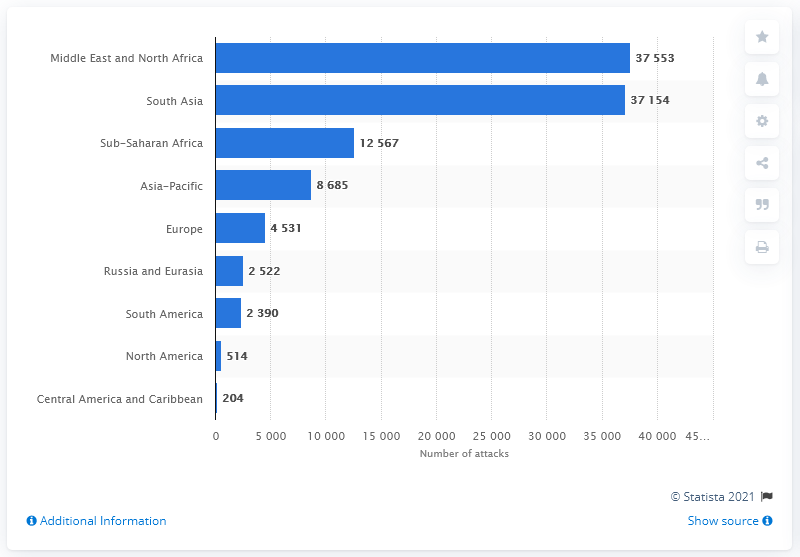 Middle East and North Africa 37 553
South Asia 37 154
Sub-Saharan Africa 12 567
Asia-Pacific 8 685
Europe 4 531
Russia and Eurasia 2 522
South America 2 390
North America 514
Central America and Caribbean 204
0 5 000 10 000 15 000 20 000 25 000 30 000 35 000 40 000 45...
Number of attacks
© Statista 2021
Additional Information Show source